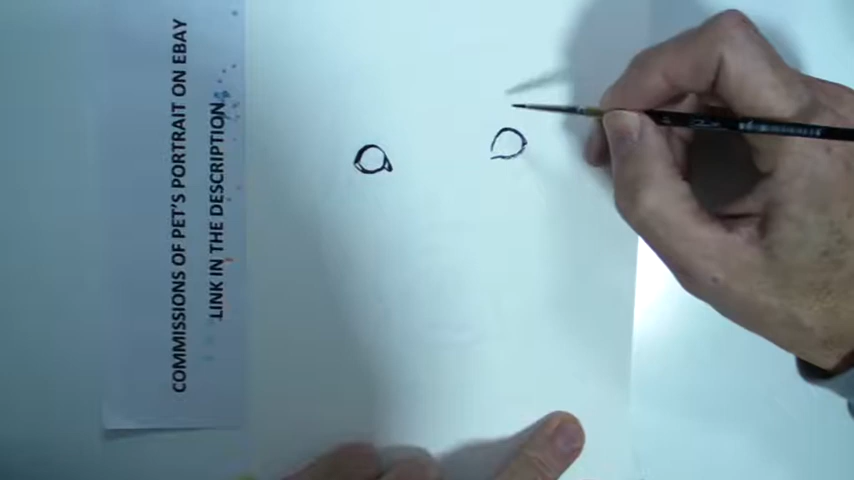 COMMISSIONS OF PET'S PORTRAIT ON EBAY
LINK IN THE DESCRIPTION